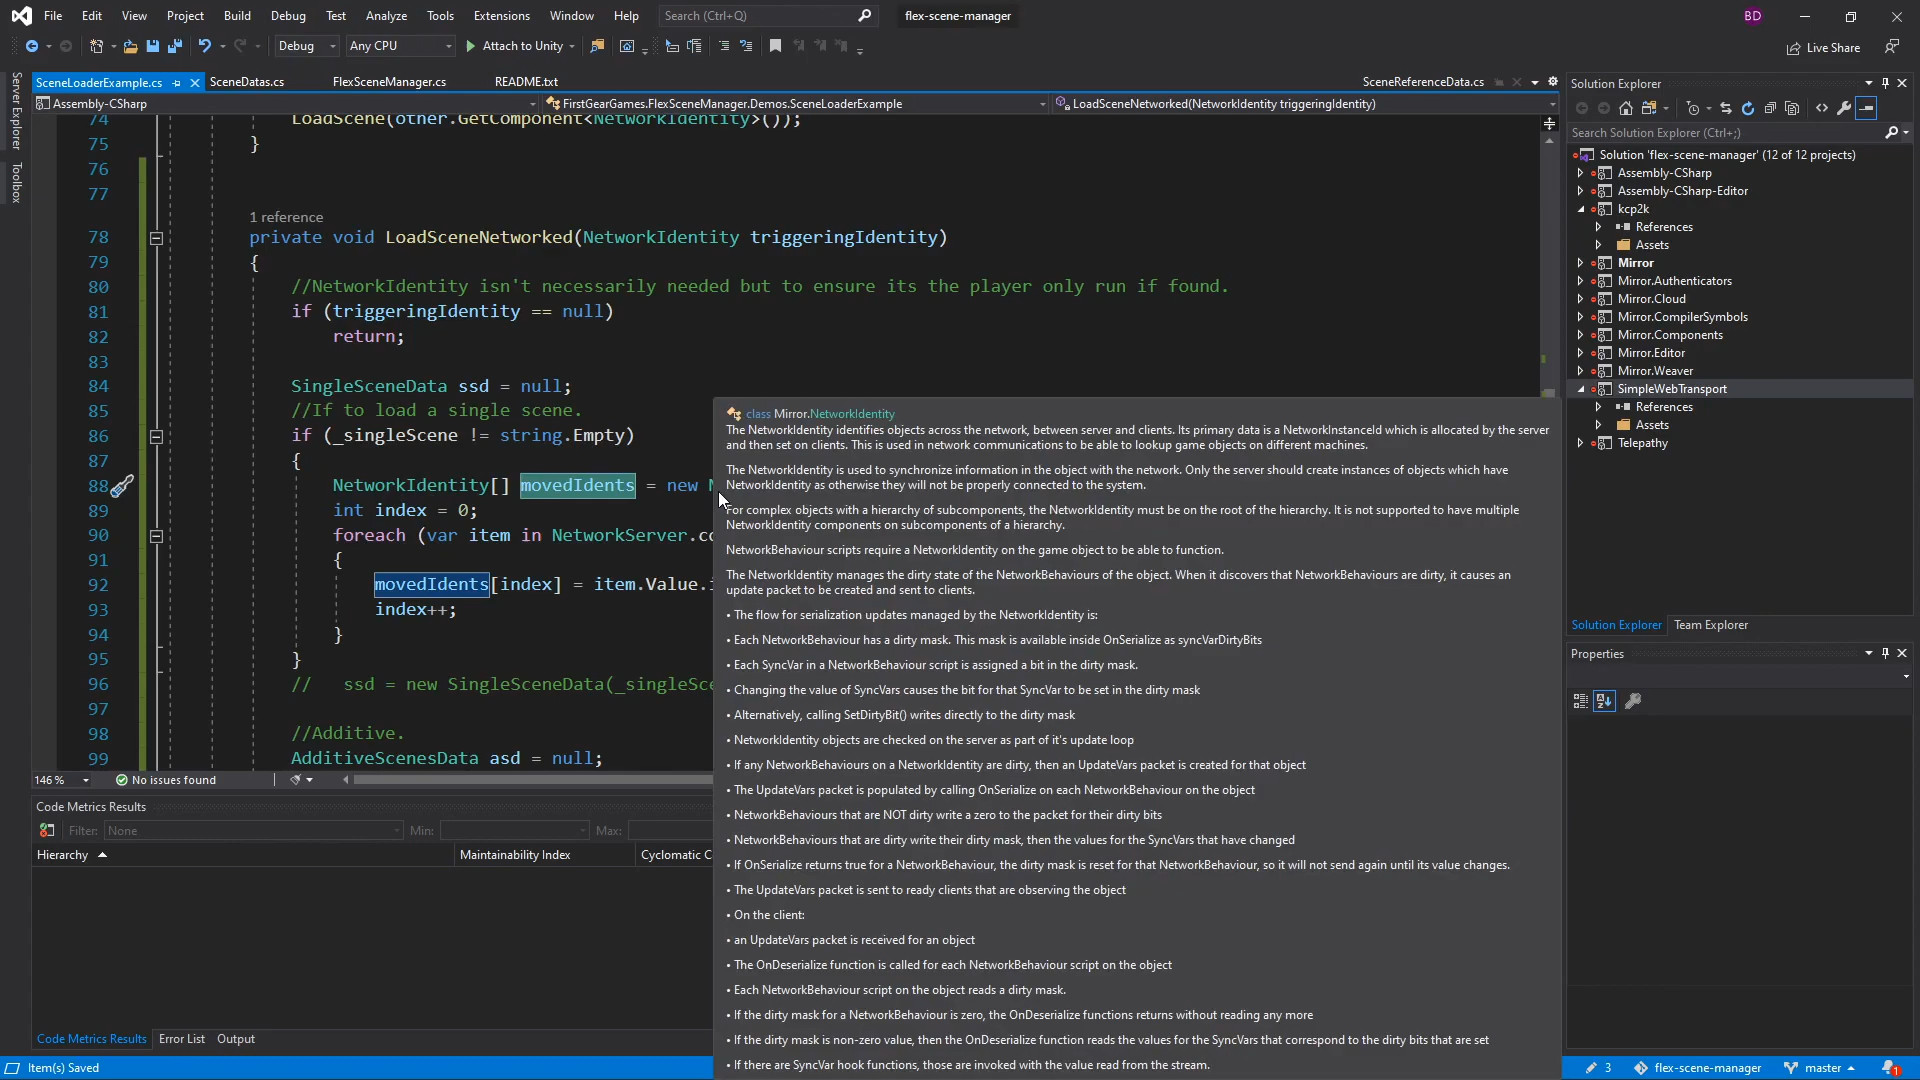 File Edit View Project Build Debug Test Analyze Tools Extensions Window Help Search (Ctrl+Q) flex-scene-manager BD
Debug Any CPU Attach to Unity Live Share
Server Explorer
Toolbox
SceneLoaderExample.cs SceneDatas.cs FlexSceneManager.cs README.txt SceneReferenceData.cs
Assembly-CSharp FirstGearGames.FlexSceneManager.Demos.SceneLoaderExample LoadSceneNetworked(NetworkIdentity triggeringIdentity)
74 LoadScene(other.GetComponent<NetworkIdentity>());
75 }
76
77
1 reference
78 private void LoadSceneNetworked(NetworkIdentity triggeringIdentity)
79 {
80 //NetworkIdentity isn't necessarily needed but to ensure its the player only run if found.
81 if (triggeringIdentity == null)
82 return;
83
84 SingleSceneData ssd = null;
85 //If to load a single scene.
86 if (_singleScene != string.Empty)
87 {
88 NetworkIdentity[] movedIdents = new N
89 int index = 0;
90 foreach (var item in NetworkServer.co
91 {
92 movedIdents[index] = item.Value.i
93 index++;
94 }
95 }
96 // ssd = new SingleSceneData(_singleSce
97
98 //Additive.
99 AdditiveScenesData asd = null;
class Mirror.NetworkIdentity
The NetworkIdentity identifies objects across the network, between server and clients. Its primary data is a NetworkInstanceId which is allocated by the server
and then set on clients. This is used in network communications to be able to lookup game objects on different machines.
The NetworkIdentity is used to synchronize information in the object with the network. Only the server should create instances of objects which have
NetworkIdentity as otherwise they will not be properly connected to the system.
For complex objects with a hierarchy of subcomponents, the NetworkIdentity must be on the root of the hierarchy. It is not supported to have multiple
NetworkIdentity components on subcomponents of a hierarchy.
NetworkBehaviour scripts require a NetworkIdentity on the game object to be able to function.
The NetworkIdentity manages the dirty state of the NetworkBehaviours of the object. When it discovers that NetworkBehaviours are dirty, it causes an
update packet to be created and sent to clients.
• The flow for serialization updates managed by the NetworkIdentity is:
• Each NetworkBehaviour has a dirty mask. This mask is available inside OnSerialize as syncVarDirtyBits
• Each SyncVar in a NetworkBehaviour script is assigned a bit in the dirty mask.
• Changing the value of SyncVars causes the bit for that SyncVar to be set in the dirty mask
• Alternatively, calling SetDirtyBit() writes directly to the dirty mask
• NetworkIdentity objects are checked on the server as part of it's update loop
• If any NetworkBehaviours on a NetworkIdentity are dirty, then an UpdateVars packet is created for that object
• The UpdateVars packet is populated by calling OnSerialize on each NetworkBehaviour on the object
• NetworkBehaviours that are NOT dirty write a zero to the packet for their dirty bits
• NetworkBehaviours that are dirty write their dirty mask, then the values for the SyncVars that have changed
• If OnSerialize returns true for a NetworkBehaviour, the dirty mask is reset for that NetworkBehaviour, so it will not send again until its value changes.
• The UpdateVars packet is sent to ready clients that are observing the object
• On the client:
• an UpdateVars packet is received for an object
• The OnDeserialize function is called for each NetworkBehaviour script on the object
• Each NetworkBehaviour script on the object reads a dirty mask.
• If the dirty mask for a NetworkBehaviour is zero, the OnDeserialize functions returns without reading any more
• If the dirty mask is non-zero value, then the OnDeserialize function reads the values for the SyncVars that correspond to the dirty bits that are set
• If there are SyncVar hook functions, those are invoked with the value read from the stream.
146 % No issues found
Code Metrics Results
Filter: None Min: Max:
Hierarchy Maintainability Index Cyclomatic C
Code Metrics Results Error List Output
Item(s) Saved
Solution Explorer
Search Solution Explorer (Ctrl+;)
Solution 'flex-scene-manager' (12 of 12 projects)
Assembly-CSharp
Assembly-CSharp-Editor
kcp2k
References
Assets
Mirror
Mirror.Authenticators
Mirror.Cloud
Mirror.CompilerSymbols
Mirror.Components
Mirror.Editor
Mirror.Weaver
SimpleWebTransport
References
Assets
Telepathy
Solution Explorer Team Explorer
Properties
3 flex-scene-manager master 1